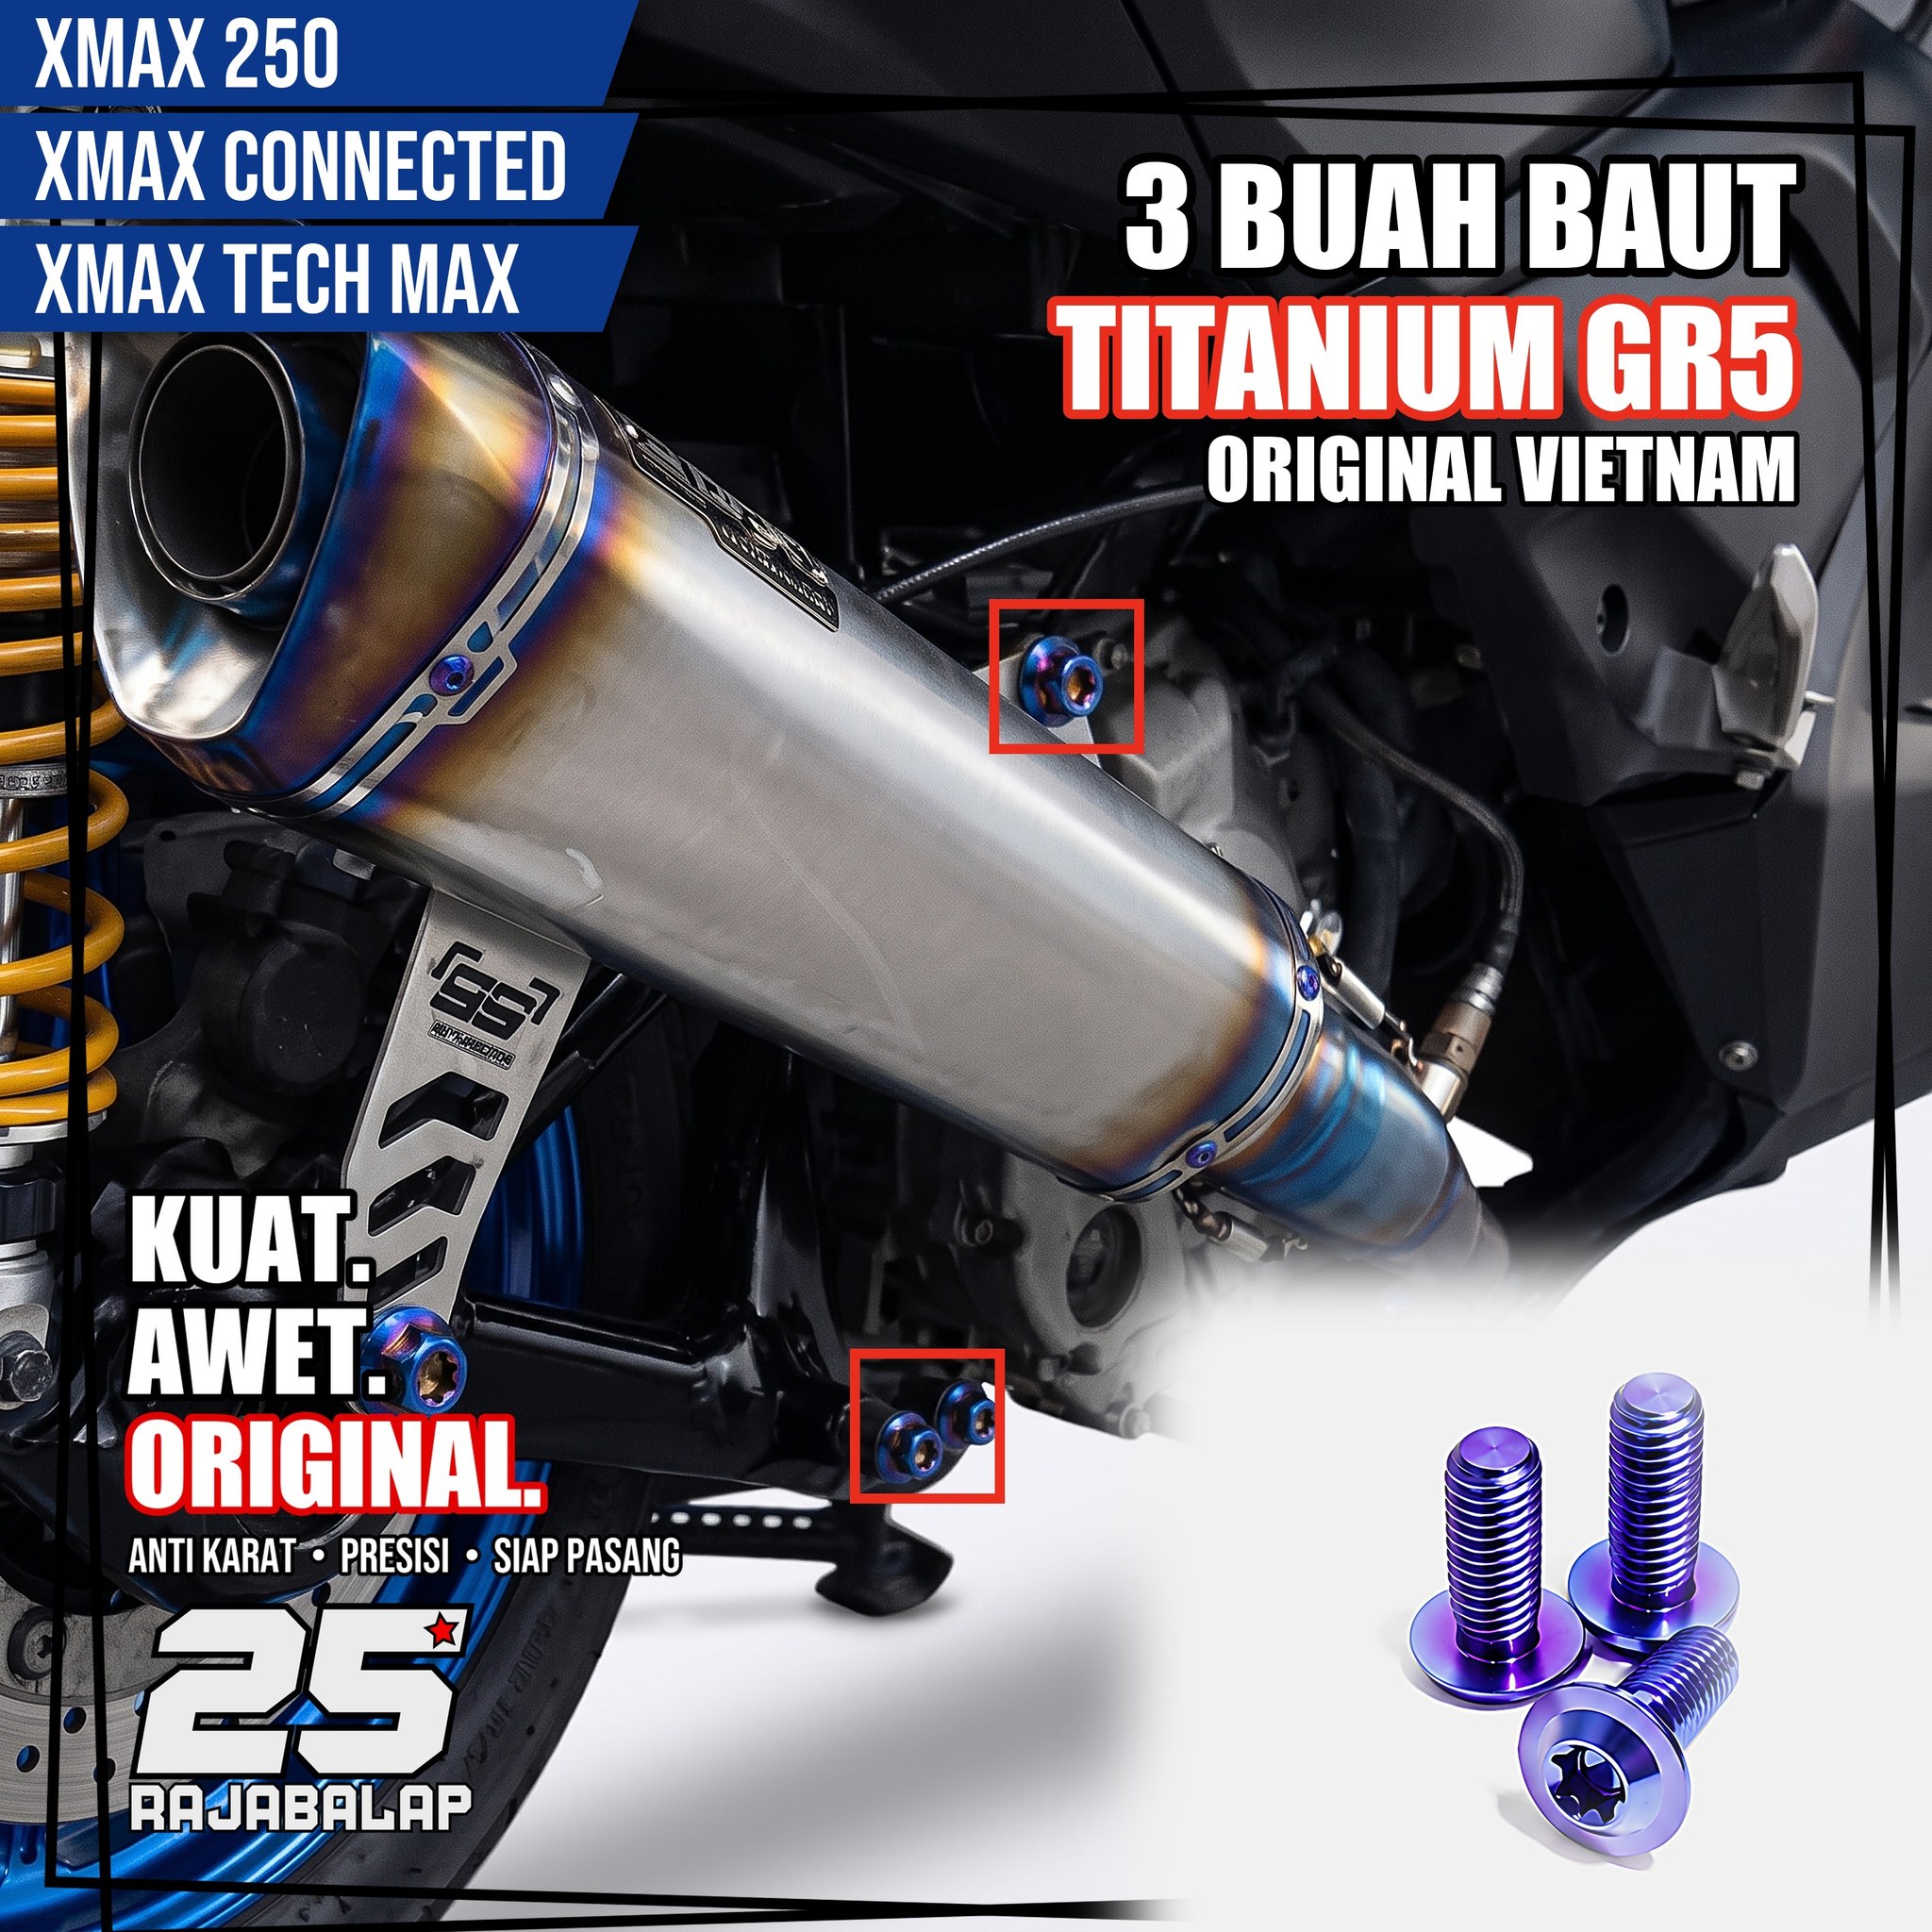 XMAX 250
XMAX CONNECTED
XMAX TECH MAX
3 BUAH BAUT
TITANIUM GR5
ORIGINAL VIETNAM
KUAT.
AWET.
ORIGINAL.
ANTI KARAT • PRESISI • SIAP PASANG
25
RAJABALAP